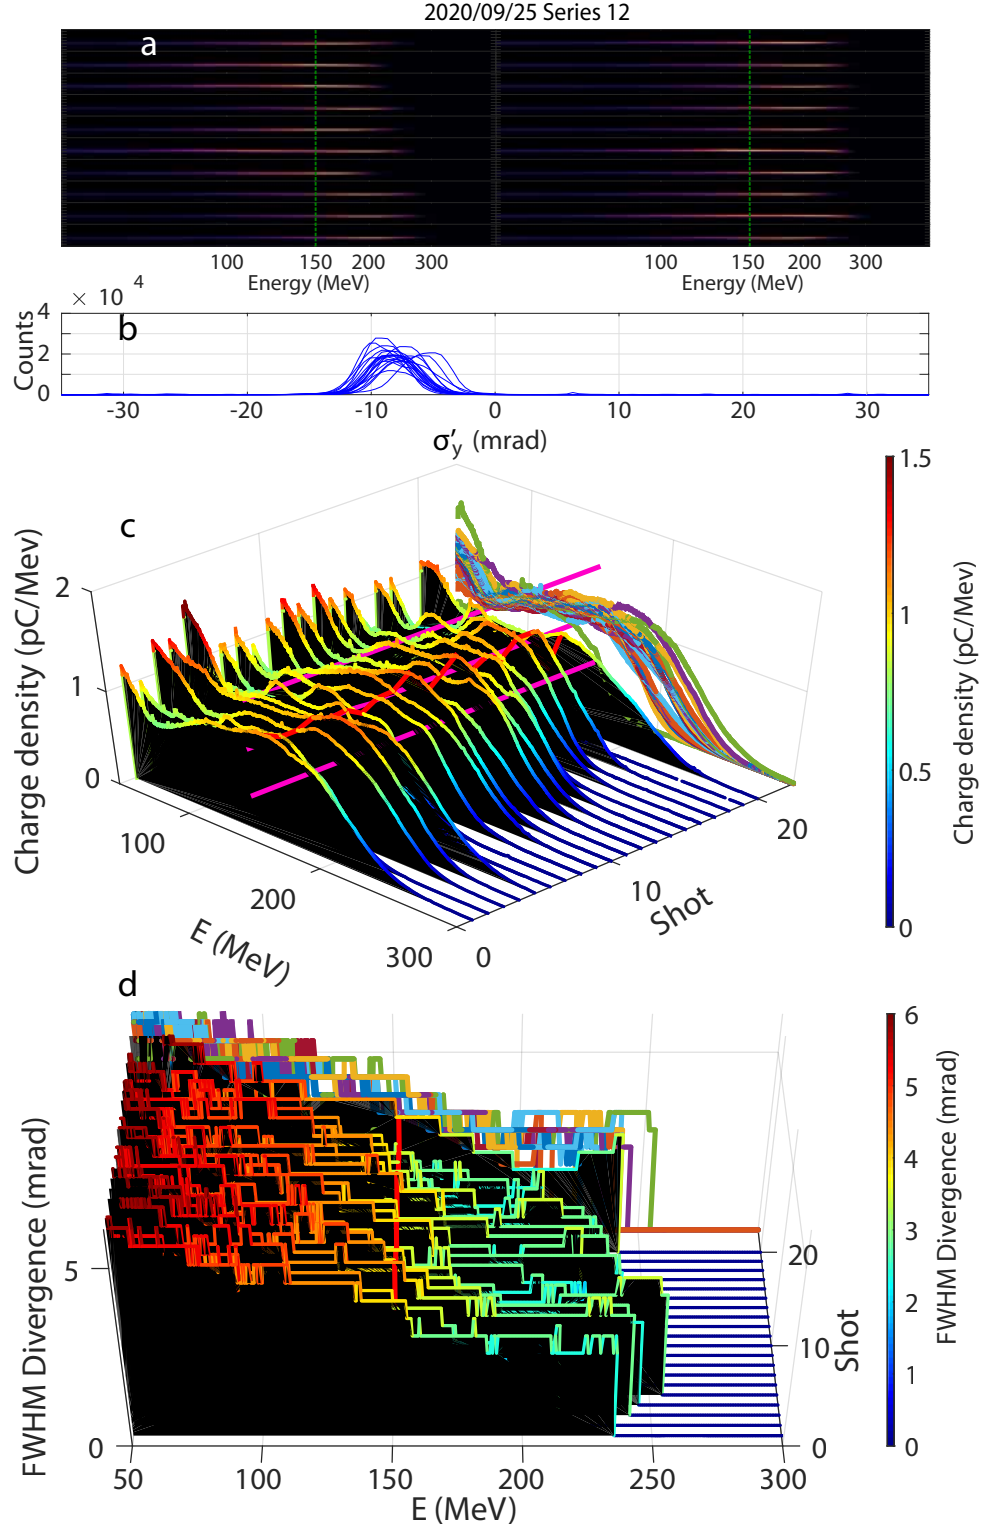 2020/09/25 Series 12
a
100 150 200 300 100 150 200 300
Energy (MeV) Energy (MeV)
× 10 4
b
Counts
4
2
0
-30 -20 -10 0 10 20 30
σ′y (mrad)
c
Charge density (pC/Mev)
2
1
0
100
200
300
E (MeV)
0
10
20
Shot
1.5
1
0.5
0
Charge density (pC/Mev)
d
FWHM Divergence (mrad)
5
0
50 100 150 200 250 300
E (MeV)
20
10
0
Shot
6
5
4
3
2
1
0
FWHM Divergence (mrad)